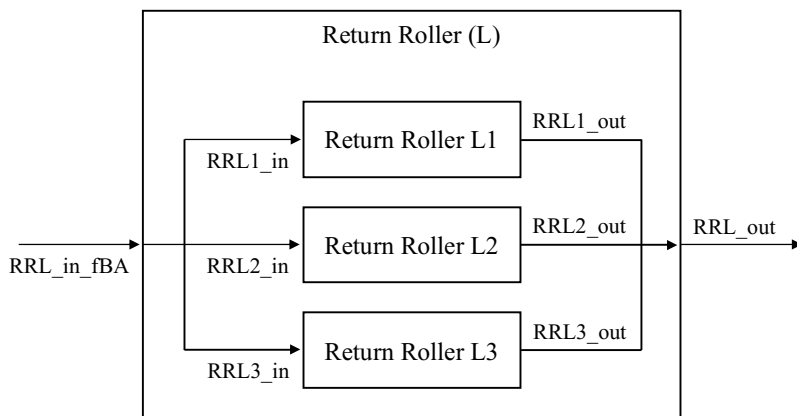 Return Roller (L)
Return Roller L1
RRL1_out
RRL1_in
Return Roller L2
RRL2_out
RRL_out
RRL_in_fBA
RRL2_in
Return Roller L3
RRL3_out
RRL3_in